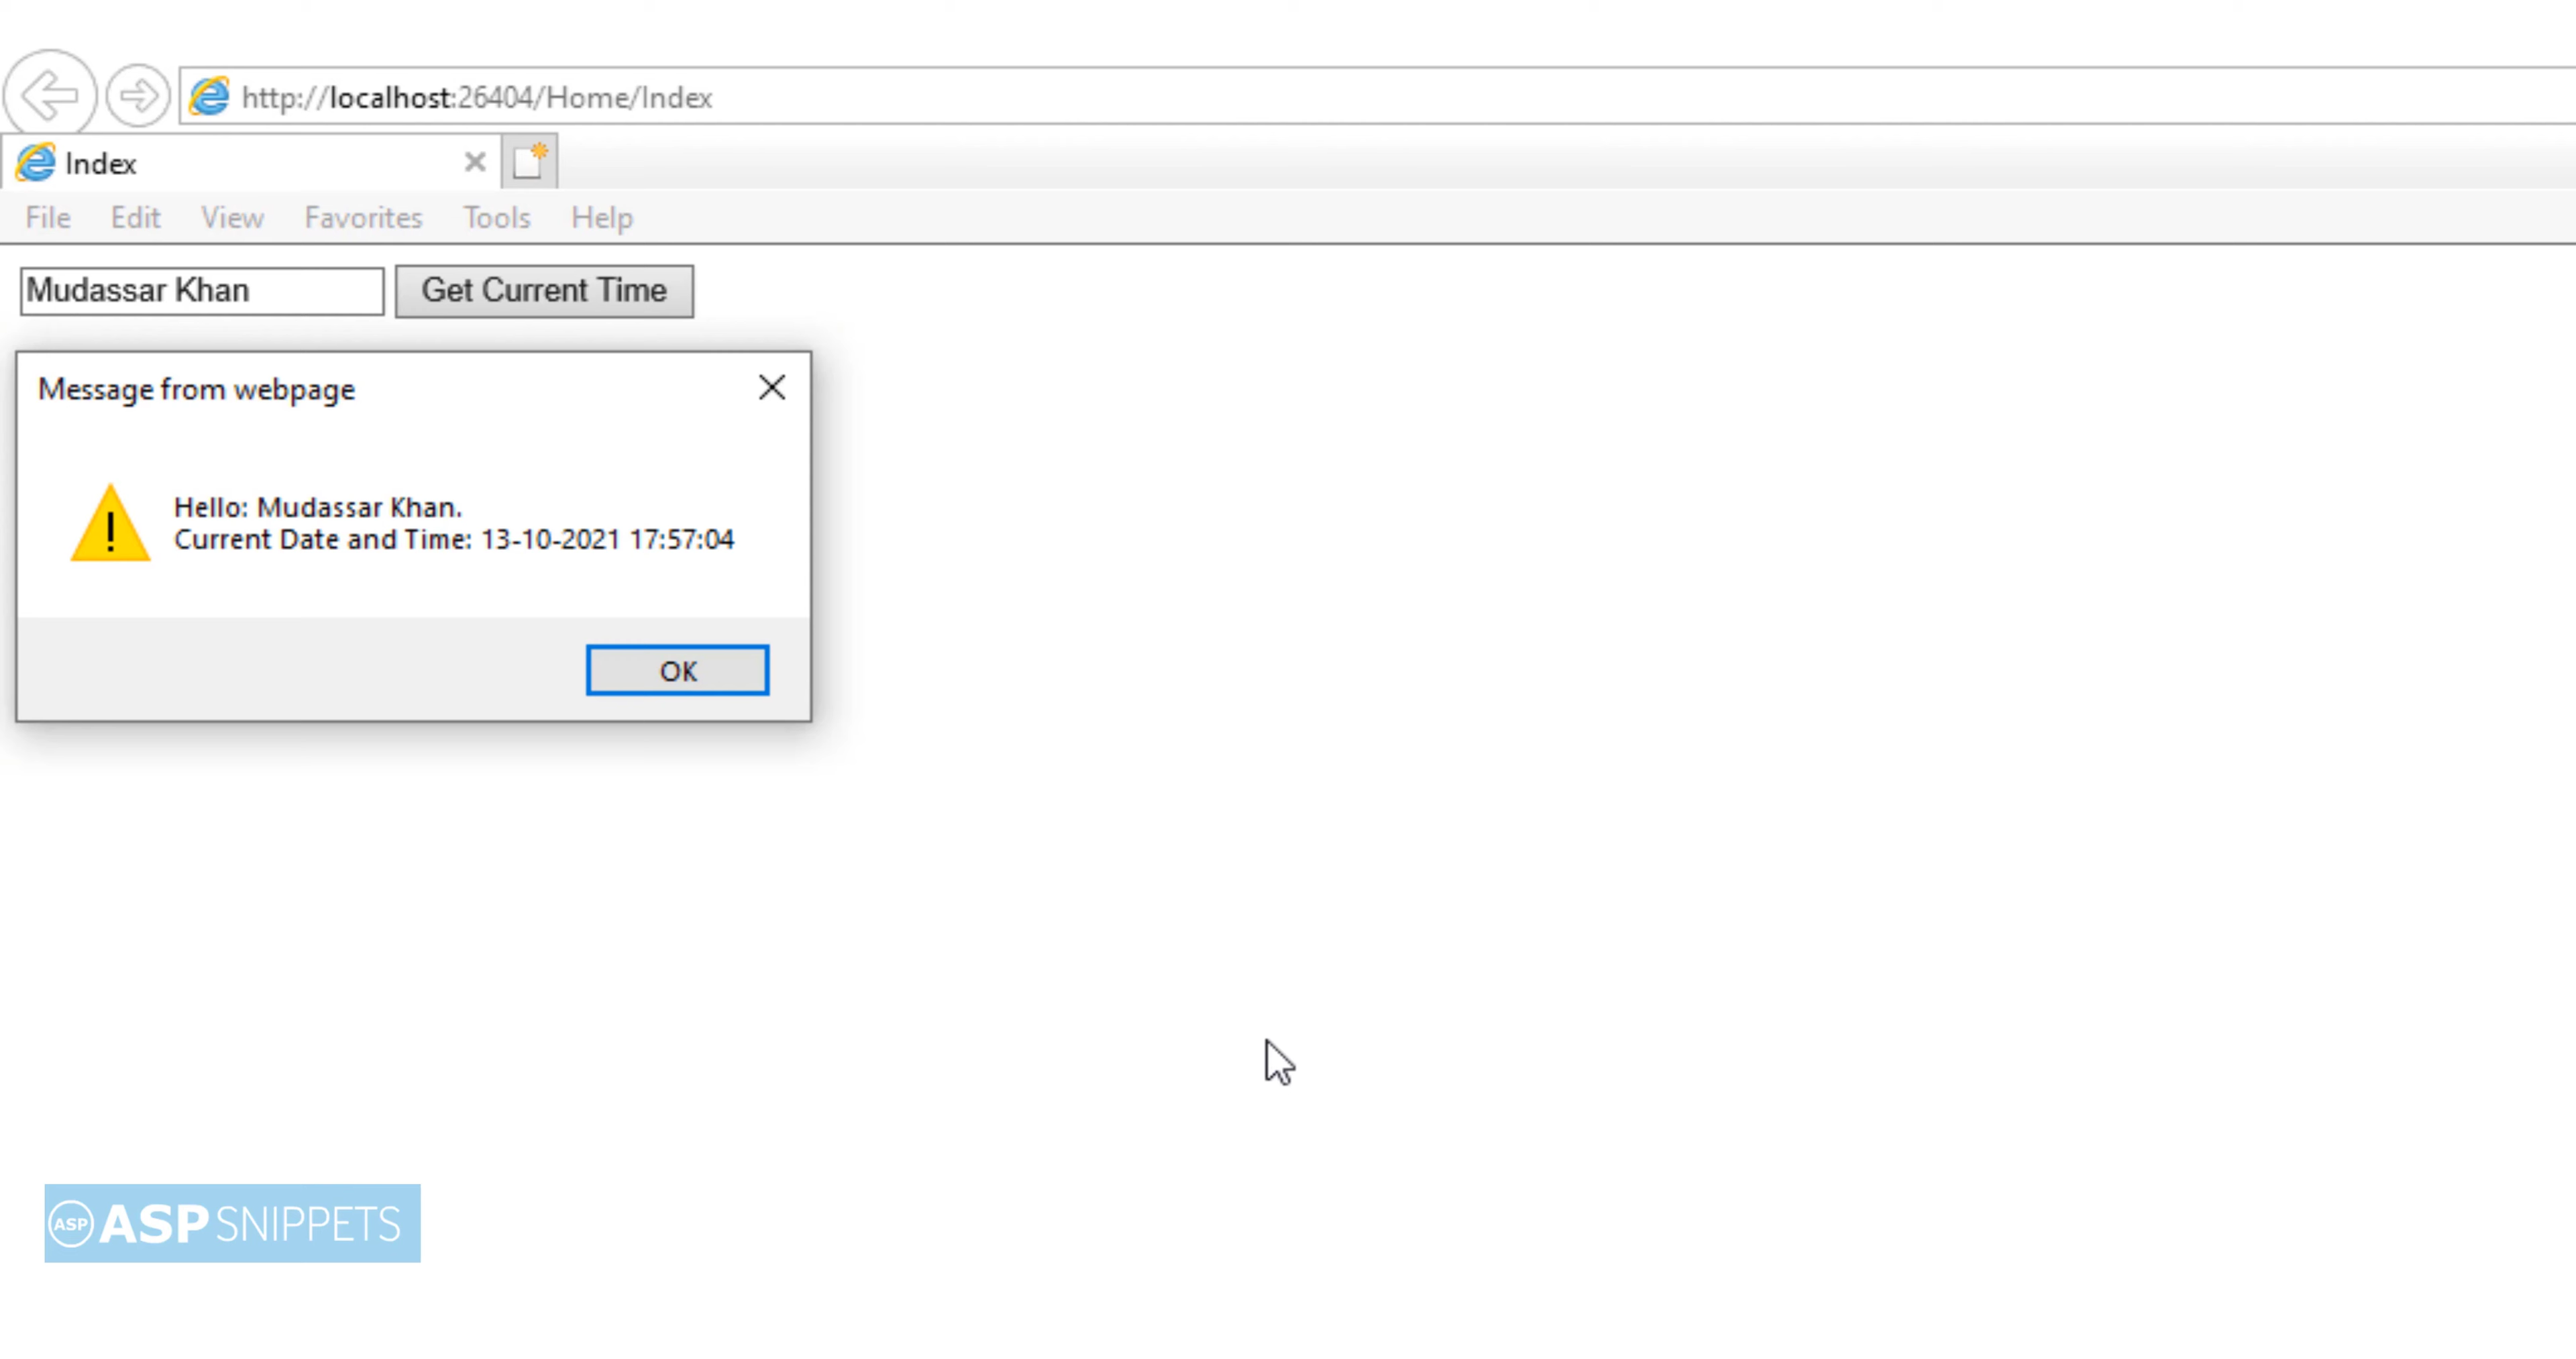 http://localhost:26404/Home/Index
Index
File Edit View Favorites Tools Help
Mudassar Khan Get Current Time
Message from webpage
Hello: Mudassar Khan.
Current Date and Time: 13-10-2021 17:57:04
OK
ASP ASPSNIPPETS